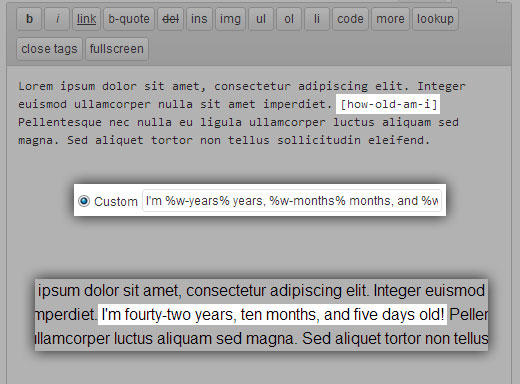 b i link b-quote del ins img ul ol li code more lookup
close tags fullscreen
Lorem ipsum dolor sit amet, consectetur adipiscing elit. Integer
euismod ullamcorper nulla sit amet imperdiet. [how-old-am-i]
Pellentesque nec nulla eu ligula ullamcorper luctus aliquam sed
magna. Sed aliquet tortor non tellus sollicitudin eleifend.
Custom I'm %w-years% years, %w-months% months, and %w
ipsum dolor sit amet, consectetur adipiscing elit. Integer euismod
mperdiet. I'm fourty-two years, ten months, and five days old! Peller
llamcorper luctus aliquam sed magna. Sed aliquet tortor non tellus